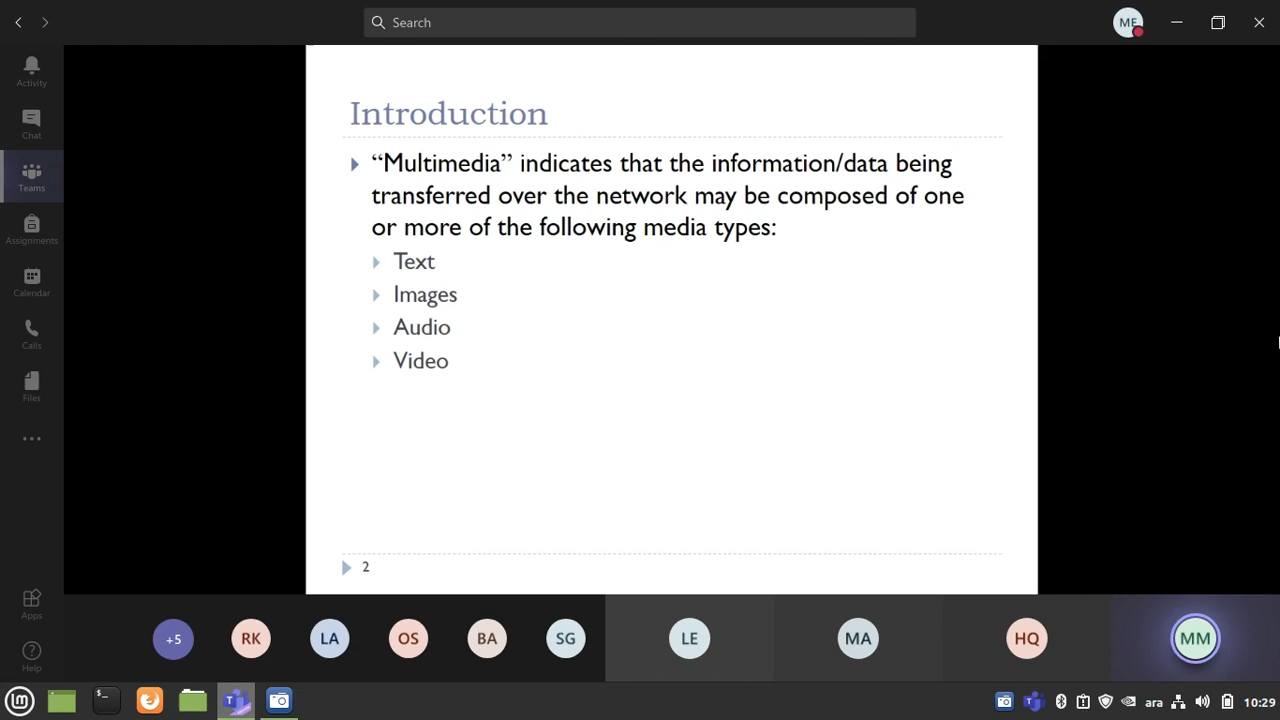 Search
ME
Activity
Chat
Teams
Assignments
Calendar
Calls
Files
Apps
Help
Introduction
“Multimedia” indicates that the information/data being
transferred over the network may be composed of one
or more of the following media types:
Text
Images
Audio
Video
2
+5
RK
LA
OS
BA
SG
LE
MA
HQ
MM
ara
10:29